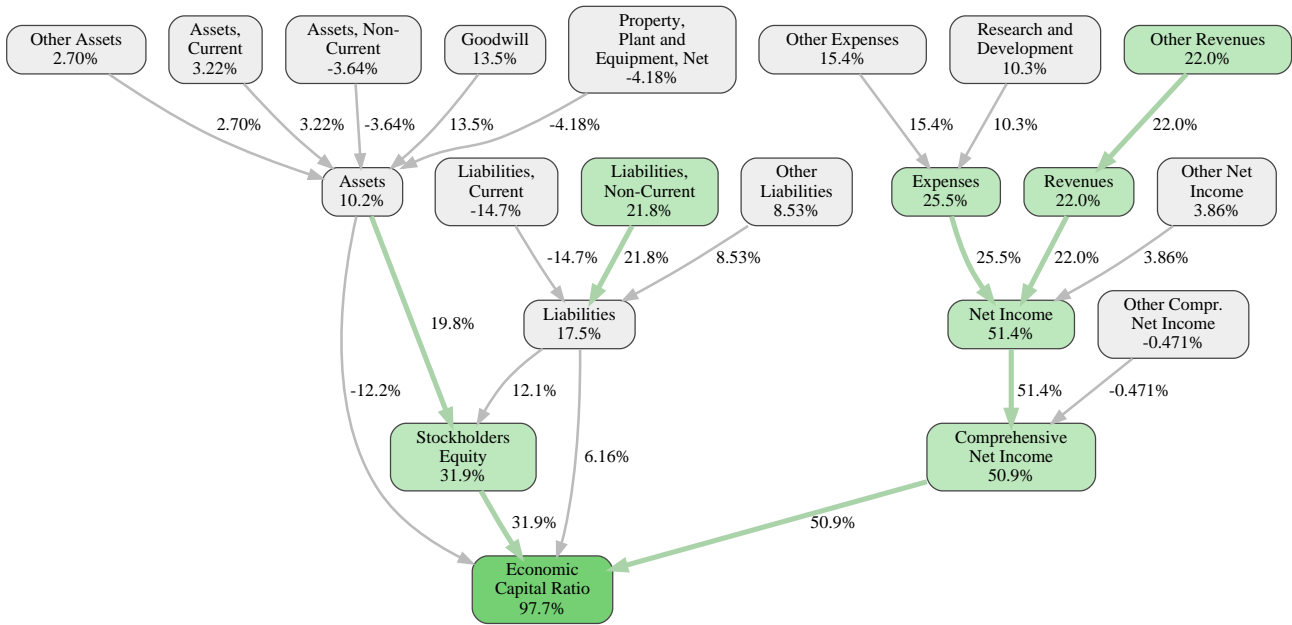 Other Assets
2.70%
Assets,
Current
3.22%
Assets, Non-
Current
-3.64%
Goodwill
13.5%
Property,
Plant and
Equipment, Net
-4.18%
Other Expenses
15.4%
Research and
Development
10.3%
Other Revenues
22.0%
2.70%
3.22%
-3.64%
13.5%
-4.18%
15.4%
10.3%
22.0%
Assets
10.2%
Liabilities,
Current
-14.7%
Liabilities,
Non-Current
21.8%
Other
Liabilities
8.53%
Expenses
25.5%
Revenues
22.0%
Other Net
Income
3.86%
-14.7%
21.8%
8.53%
25.5%
22.0%
3.86%
19.8%
Liabilities
17.5%
Net Income
51.4%
Other Compr.
Net Income
-0.471%
-12.2%
12.1%
51.4%
-0.471%
Stockholders
Equity
31.9%
6.16%
Comprehensive
Net Income
50.9%
31.9%
50.9%
Economic
Capital Ratio
97.7%